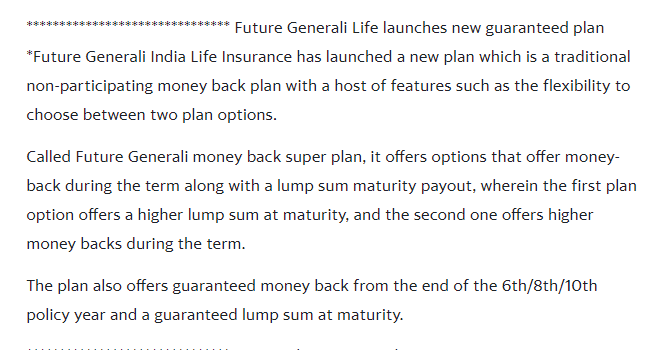 ******************************* Future Generali Life launches new guaranteed plan
*Future Generali India Life Insurance has launched a new plan which is a traditional
non-participating money back plan with a host of features such as the flexibility to
choose between two plan options.
Called Future Generali money back super plan, it offers options that offer money-
back during the term along with a lump sum maturity payout, wherein the first plan
option offers a higher lump sum at maturity, and the second one offers higher
money backs during the term.
The plan also offers guaranteed money back from the end of the 6th/8th/10th
policy year and a guaranteed lump sum at maturity.